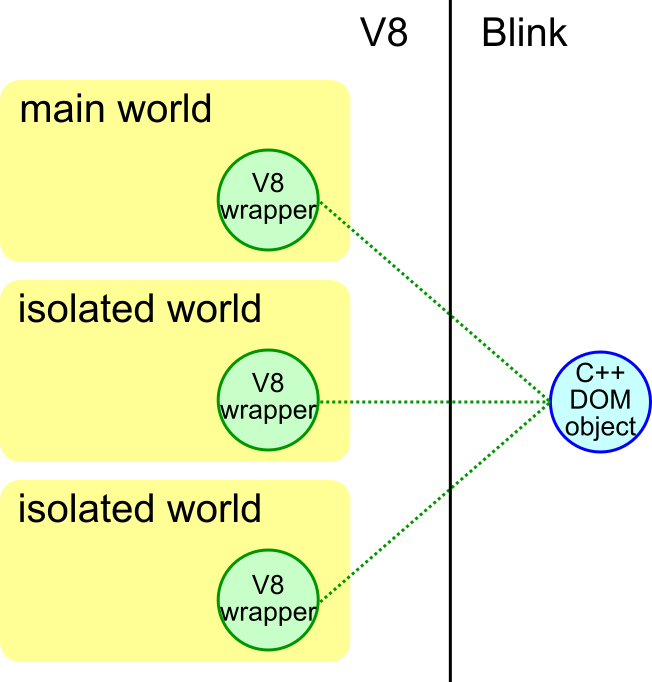 V8
Blink
main world
V8
wrapper
isolated world
V8
wrapper
C++
DOM
object
isolated world
V8
wrapper